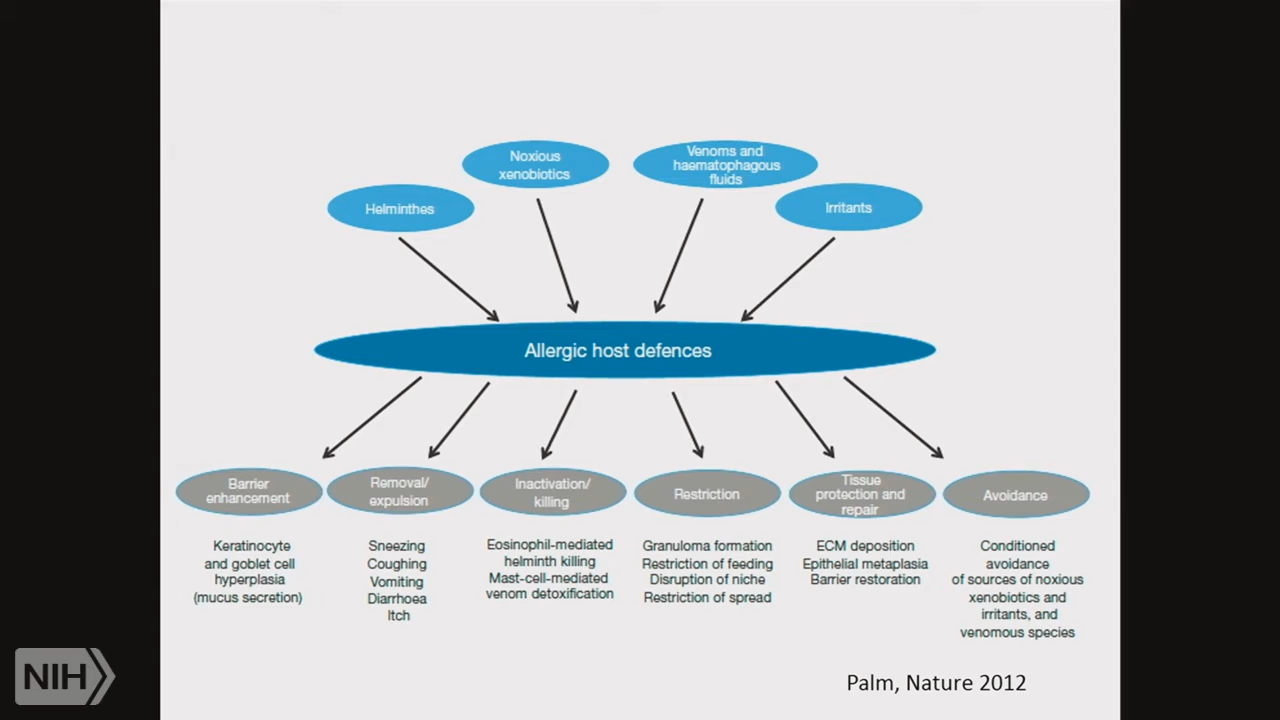 Noxious
xenobiotics
Venoms and
haematophagous
fluids
Helminthes
Irritants
Allergic host defences
Barrier
enhancement
Removal/
expulsion
Inactivation/
killing
Restriction
Tissue
protection and
repair
Avoidance
Keratinocyte
and goblet cell
hyperplasia
(mucus secretion)
Sneezing
Coughing
Vomiting
Diarrhoea
Itch
Eosinophil-mediated
helminth killing
Mast-cell-mediated
venom detoxification
Granuloma formation
Restriction of feeding
Disruption of niche
Restriction of spread
ECM deposition
Epithelial metaplasia
Barrier restoration
Conditioned
avoidance
of sources of noxious
xenobiotics and
irritants, and
venomous species
NIH
Palm, Nature 2012